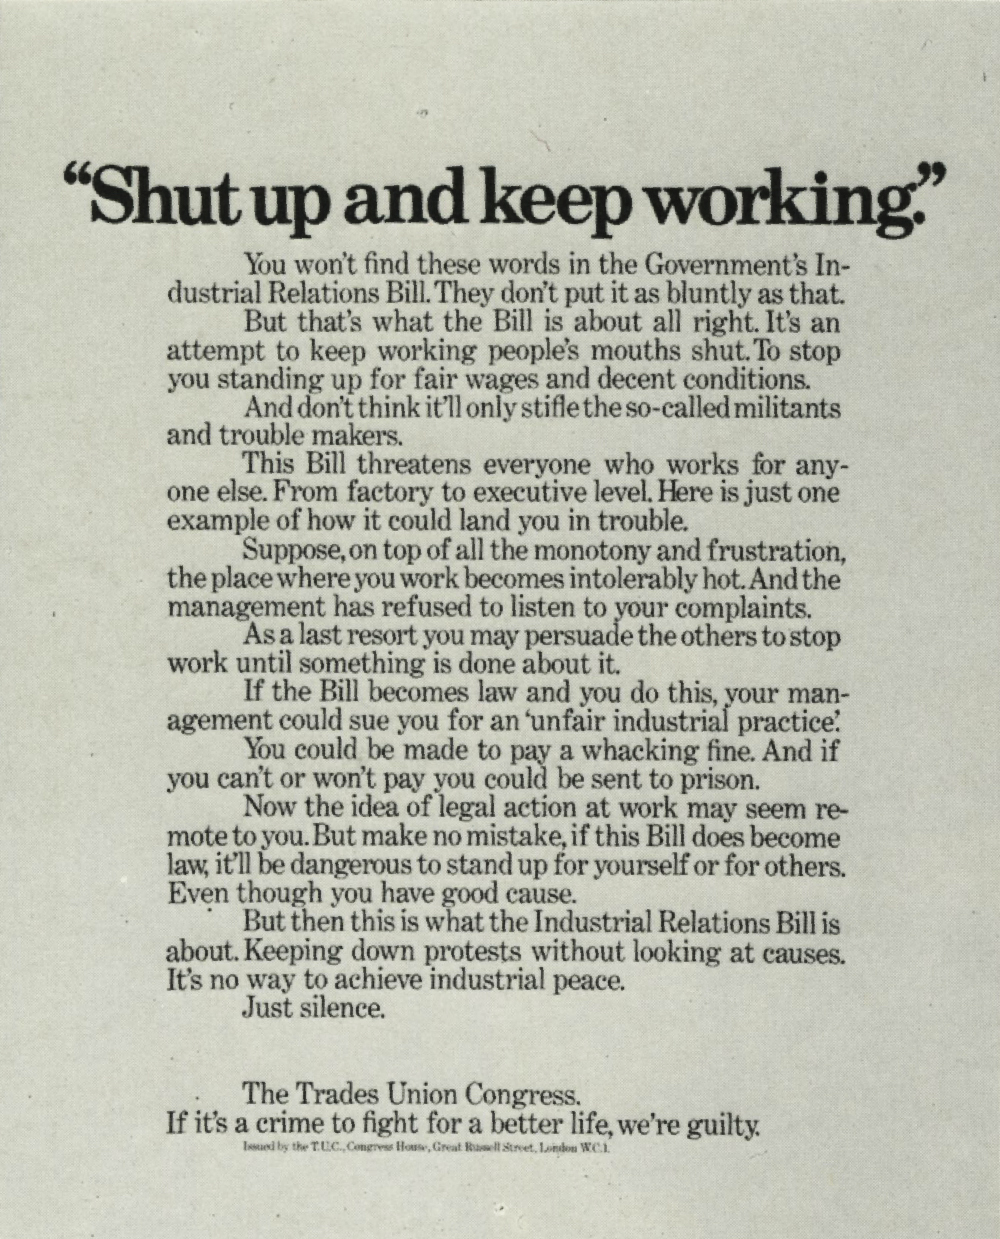 “Shut up and keep working.”
You won’t find these words in the Government’s In-
dustrial Relations Bill. They don’t put it as bluntly as that.
But that’s what the Bill is about all right. It’s an
attempt to keep working people’s mouths shut. To stop
you standing up for fair wages and decent conditions.
And don’t think it’ll only stifle the so-called militants
and trouble makers.
This Bill threatens everyone who works for any-
one else. From factory to executive level. Here is just one
example of how it could land you in trouble.
Suppose, on top of all the monotony and frustration,
the place where you work becomes intolerably hot. And the
management has refused to listen to your complaints.
As a last resort you may persuade the others to stop
work until something is done about it.
If the Bill becomes law and you do this, your man-
agement could sue you for an ‘unfair industrial practice’.
You could be made to pay a whacking fine. And if
you can’t or won’t pay you could be sent to prison.
Now the idea of legal action at work may seem re-
mote to you. But make no mistake, if this Bill does become
law, it’ll be dangerous to stand up for yourself or for others.
Even though you have good cause.
But then this is what the Industrial Relations Bill is
about. Keeping down protests without looking at causes.
It’s no way to achieve industrial peace.
Just silence.
The Trades Union Congress.
If it’s a crime to fight for a better life, we’re guilty.
Issued by the T.U.C., Congress House, Great Russell Street, London W.C.1.